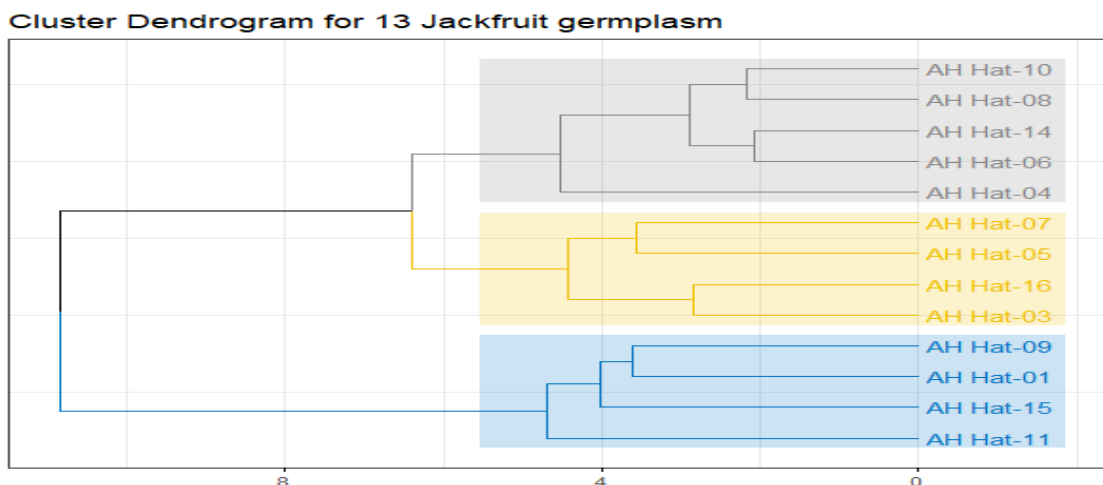 Cluster Dendrogram for 13 Jackfruit germplasm
AH Hat-10
AH Hat-08
AH Hat-14
AH Hat-06
AH Hat-04
AH Hat-07
AH Hat-05
AH Hat-16
AH Hat-03
AH Hat-09
AH Hat-01
AH Hat-15
AH Hat-11
8 4 0